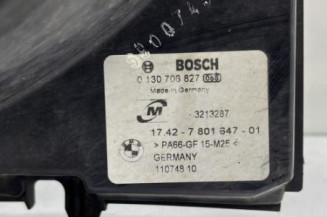 BOSCH
0 130 706 827
Made in Germany
3213287
17.42-7 801 647-01
> PA66-GF 15-M25 <
GERMANY
11074810